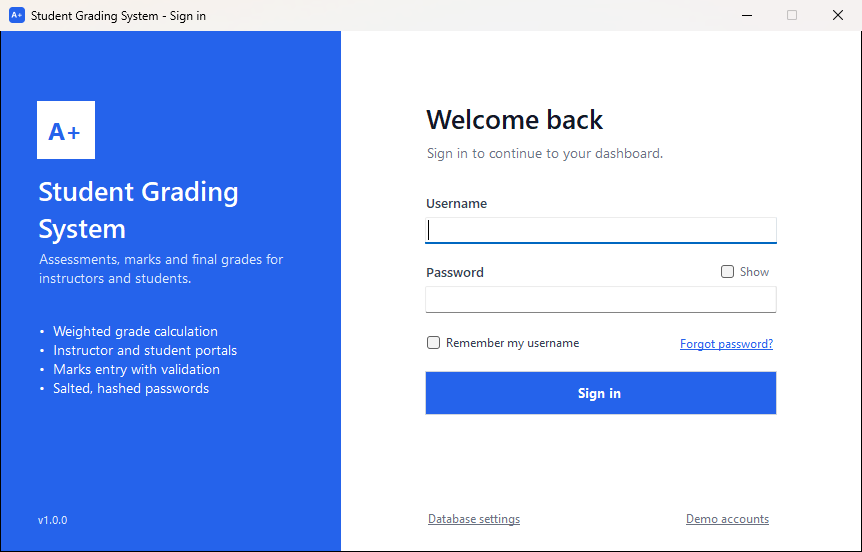 A+ Student Grading System - Sign in
A+
Student Grading
System
Assessments, marks and final grades for
instructors and students.
• Weighted grade calculation
• Instructor and student portals
• Marks entry with validation
• Salted, hashed passwords
v1.0.0
Welcome back
Sign in to continue to your dashboard.
Username
Password Show
Remember my username Forgot password?
Sign in
Database settings Demo accounts